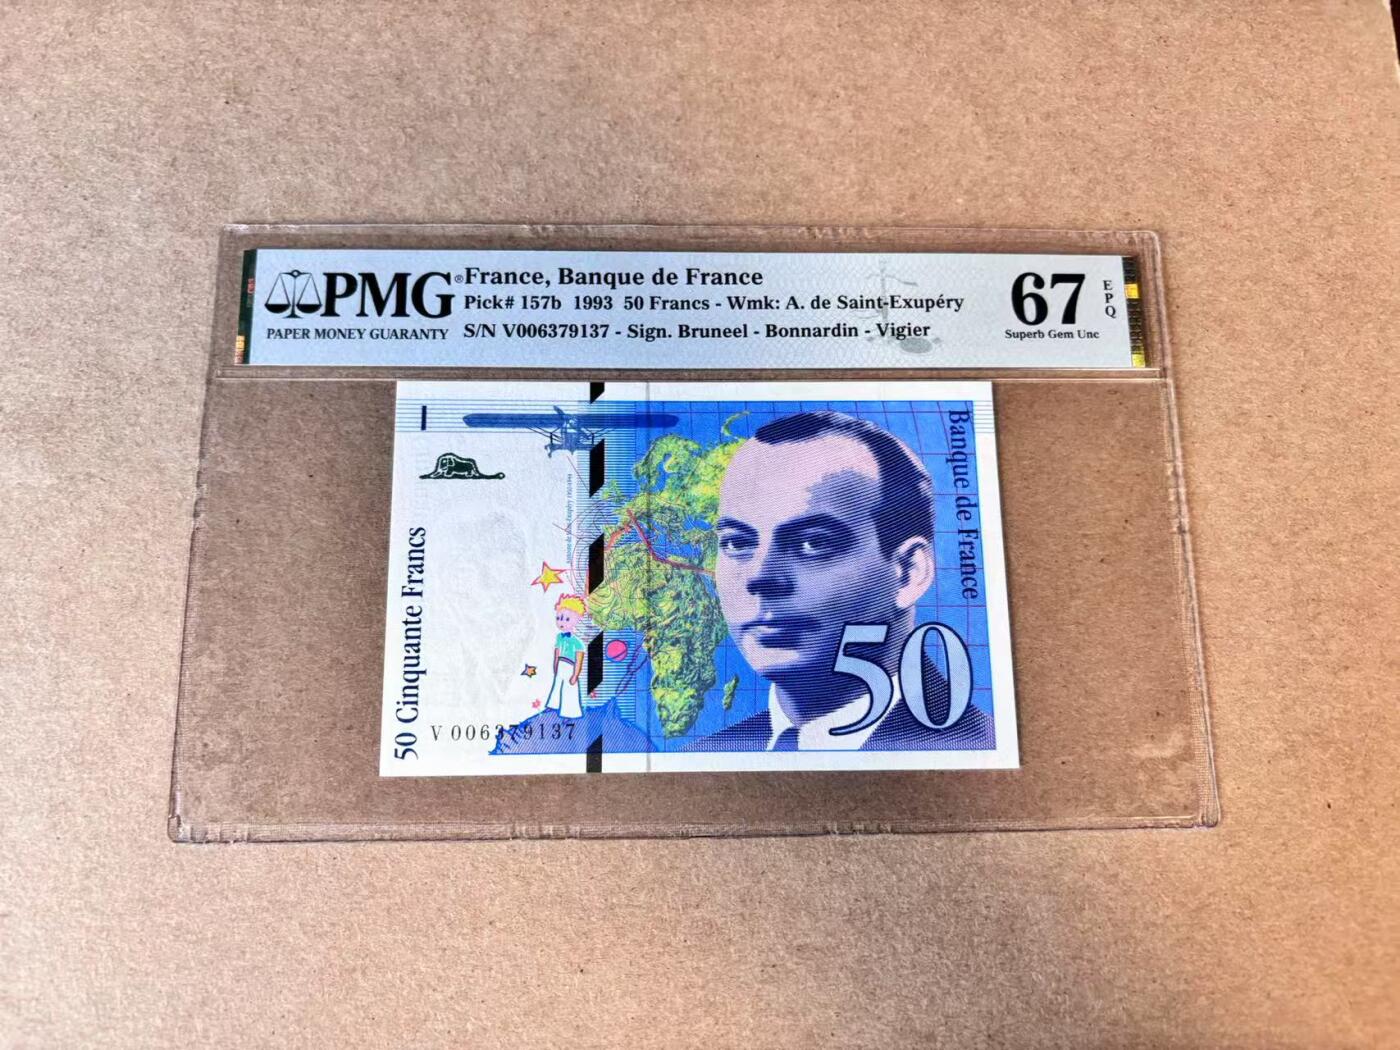 PMG®
PAPER MONEY GUARANTY
France, Banque de France
Pick# 157b 1993 50 Francs - Wmk: A. de Saint-Exupéry
S/N V006379137 - Sign. Bruneel - Bonnardin - Vigier
67
EPQ
Superb Gem Unc
Banque de France
50 Cinquante Francs
V 006379137
50